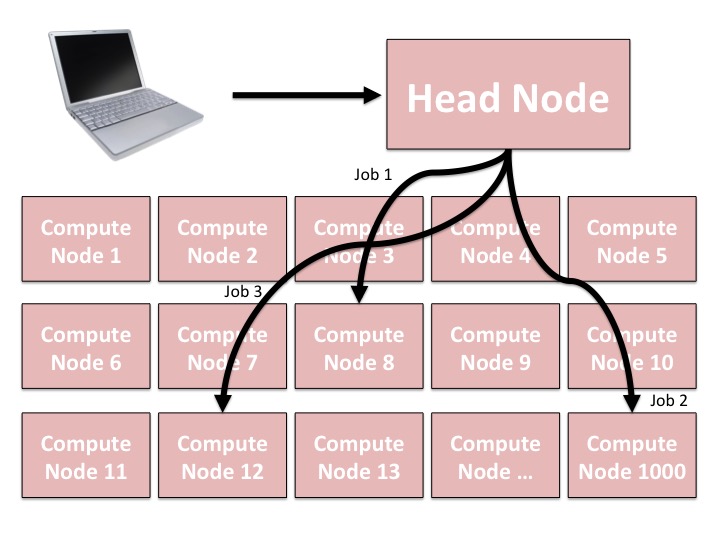 Head Node
Job 1
Compute
Node 1
Compute
Node 2
Compute
Node 3
Compute
Node 4
Compute
Node 5
Job 3
Compute
Node 6
Compute
Node 7
Compute
Node 8
Compute
Node 9
Compute
Node 10
Job 2
Compute
Node 11
Compute
Node 12
Compute
Node 13
Compute
Node ...
Compute
Node 1000